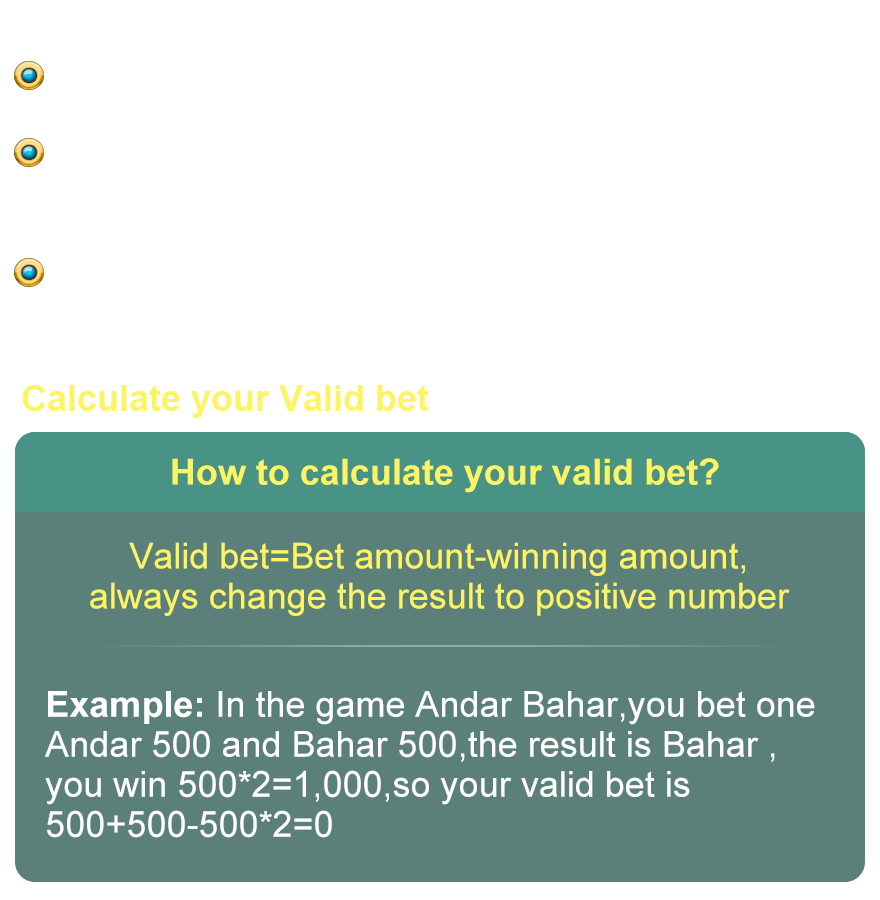 Calculate your Valid bet
How to calculate your valid bet?
Valid bet=Bet amount-winning amount,
always change the result to positive number
Example: In the game Andar Bahar,you bet one
Andar 500 and Bahar 500,the result is Bahar ,
you win 500*2=1,000,so your valid bet is
500+500-500*2=0